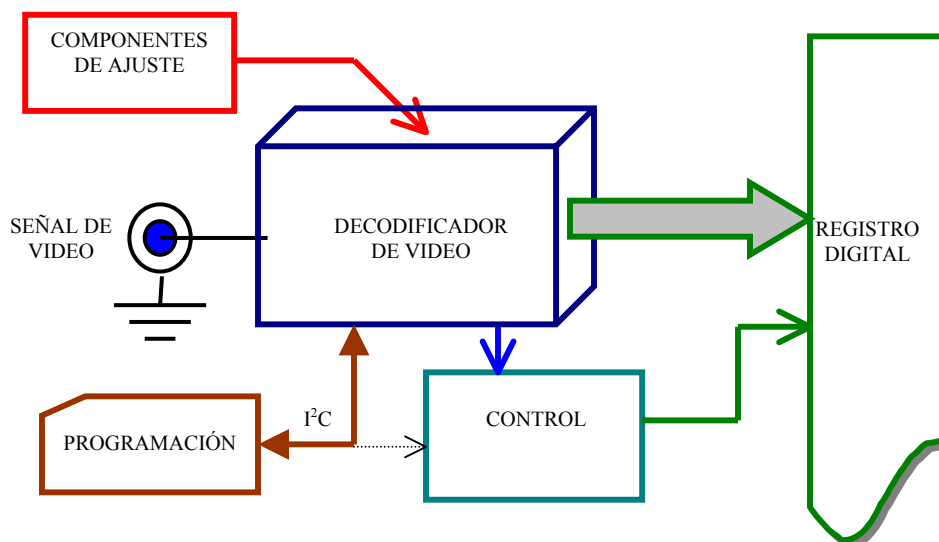 COMPONENTES
DE AJUSTE
SEÑAL DE
VIDEO
DECODIFICADOR
DE VIDEO
REGISTRO
DIGITAL
I²C
PROGRAMACIÓN
CONTROL